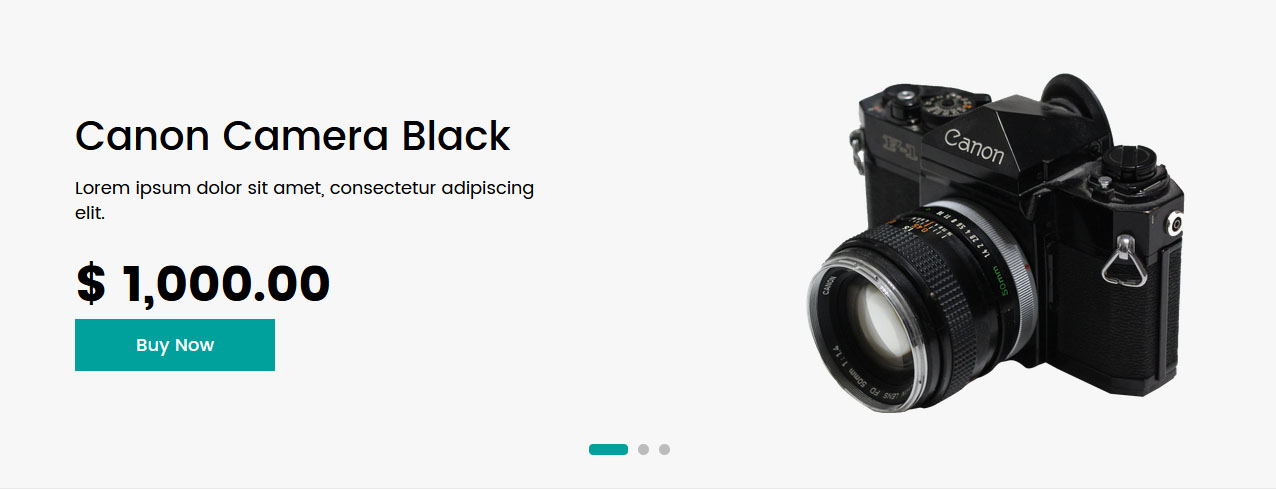 Canon Camera Black
Lorem ipsum dolor sit amet, consectetur adipiscing
elit.
$ 1,000.00
Buy Now
Canon
F-1
50mm
CANON
LENS FD 50mm 1:1.4